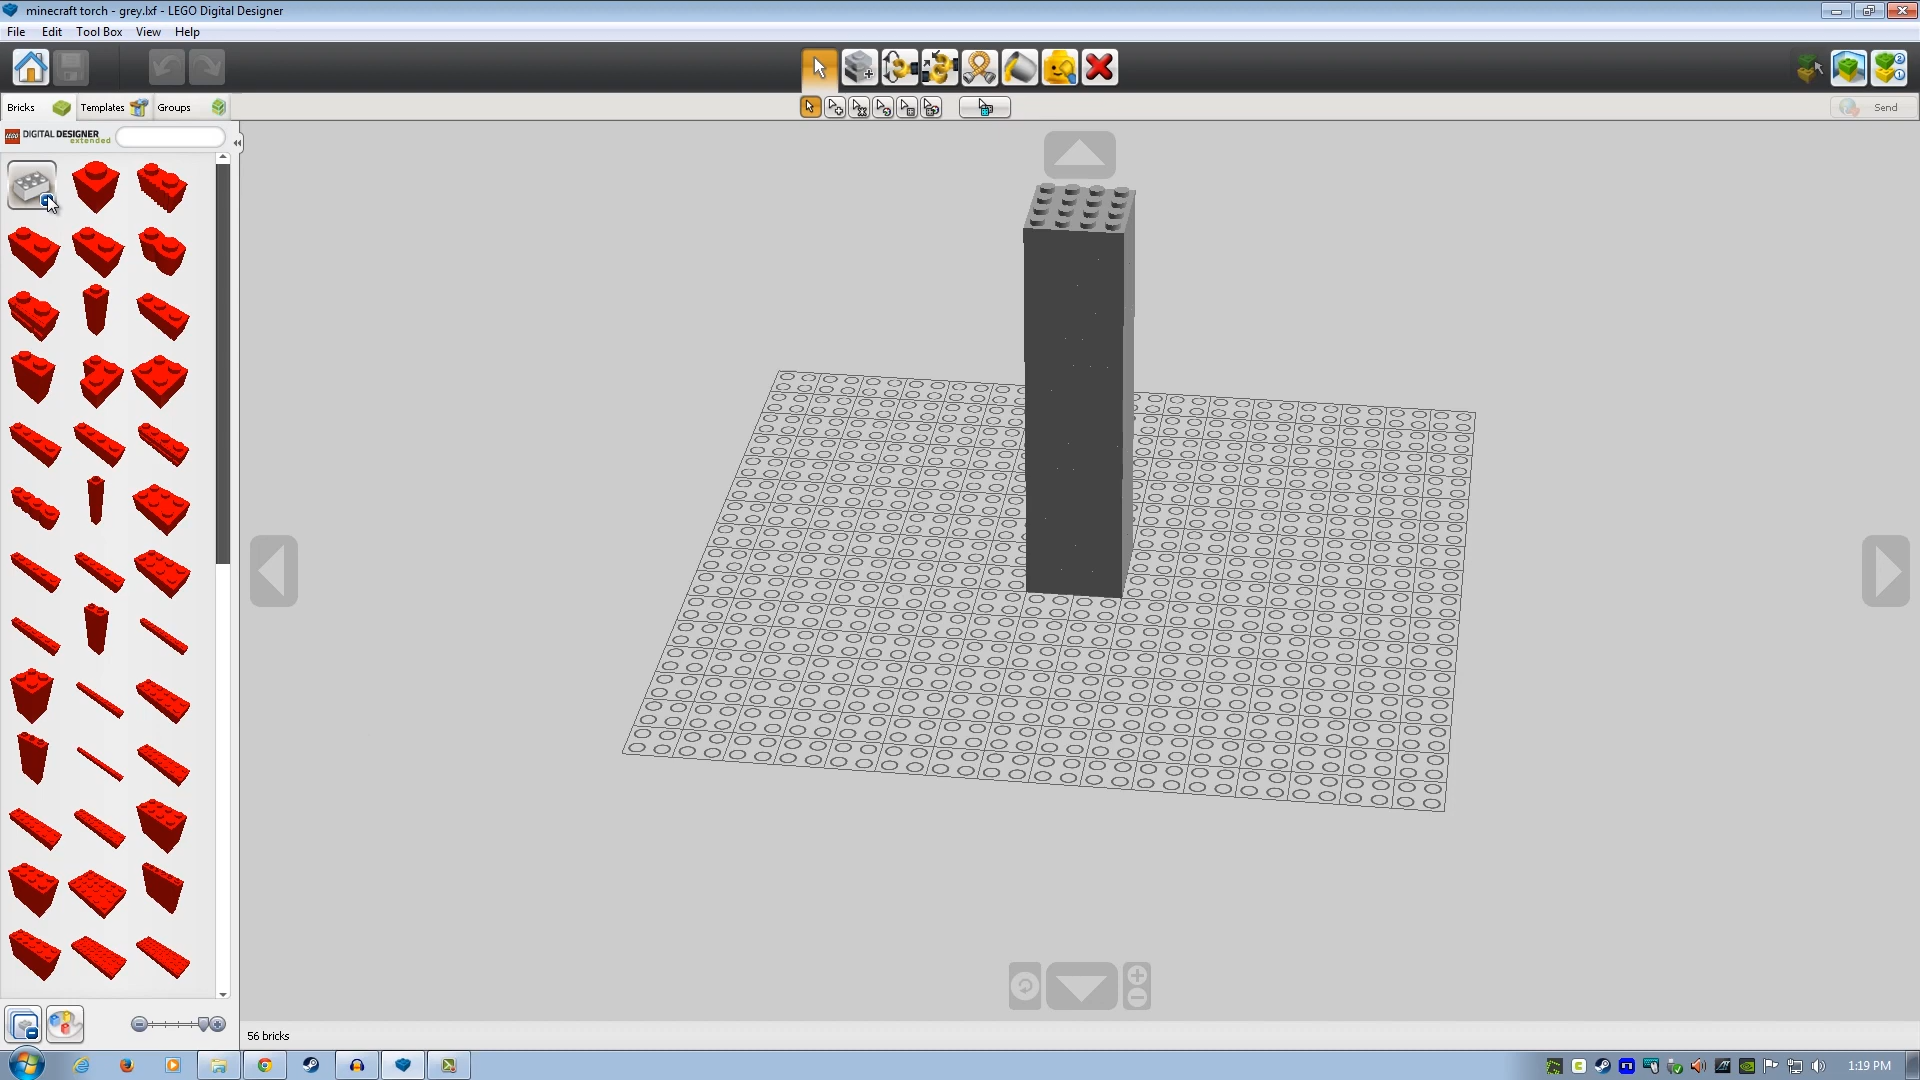 minecraft torch - grey.lxf - LEGO Digital Designer
File Edit Tool Box View Help
Bricks Templates Groups
Send
LEGO DIGITAL DESIGNER
extended
56 bricks
1:19 PM